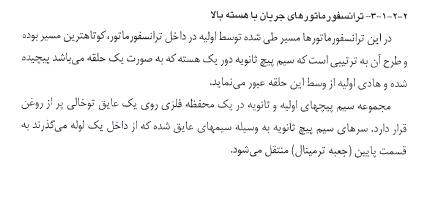 ۲-۲-۱-۳- ترانسفورماتورهای جریان با هسته بالا
در این ترانسفورماتورها مسیر طی شده توسط اولیه در داخل ترانسفورماتور، کوتاهترین مسیر بوده
و طرح آن به ترتیبی است که سیم پیچ ثانویه دور یک هسته که به صورت یک حلقه می‌باشد پیچیده
شده و هادی اولیه از وسط این حلقه عبور می‌نماید.
مجموعه سیم پیچهای اولیه و ثانویه در یک محفظه فلزی روی یک عایق توخالی پر از روغن
قرار دارد. سرهای سیم پیچ ثانویه به وسیله سیمهای عایق شده که از داخل یک لوله می‌گذرند به
قسمت پایین (جعبه ترمینال) منتقل می‌شود.